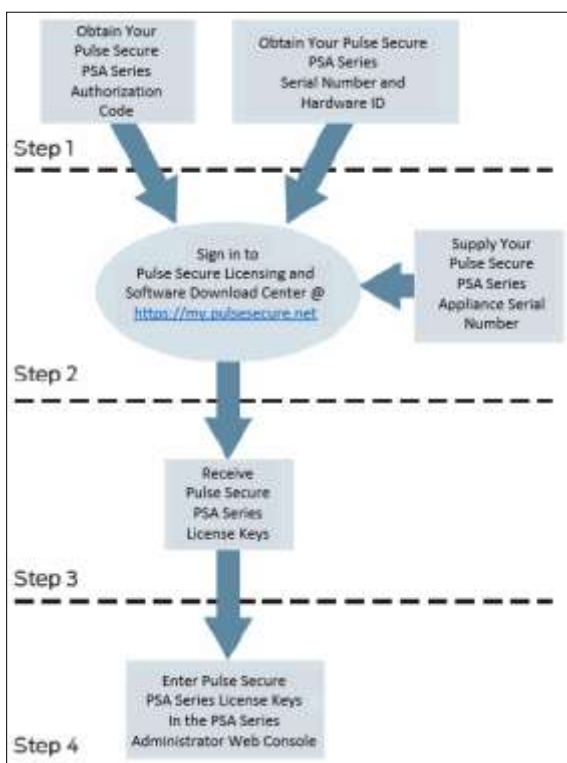 Obtain Your
Pulse Secure
PSA Series
Authorization
Code
Obtain Your Pulse Secure
PSA Series
Serial Number and
Hardware ID
Step 1
Sign in to
Pulse Secure Licensing and
Software Download Center @
https://my.pulsesecure.net
Supply Your
Pulse Secure
PSA Series
Appliance Serial
Number
Step 2
Receive
Pulse Secure
PSA Series
License Keys
Step 3
Enter Pulse Secure
PSA Series License Keys
In the PSA Series
Administrator Web Console
Step 4